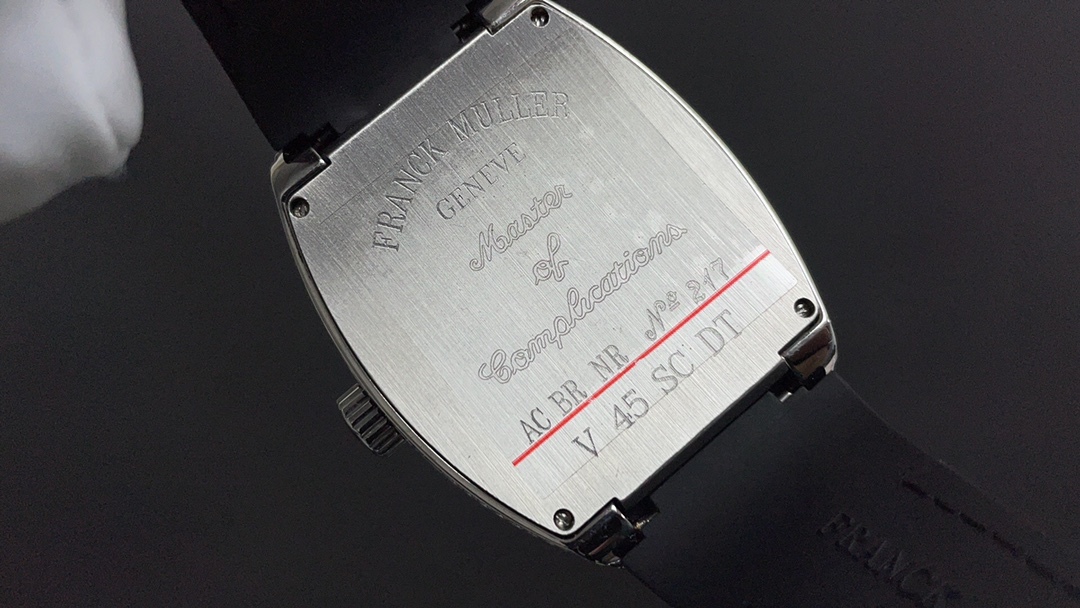 FRANCK MULLER
GENEVE
Master
of
Complications
AC BR NR Nº 217
V 45 SC DT
FRANCK